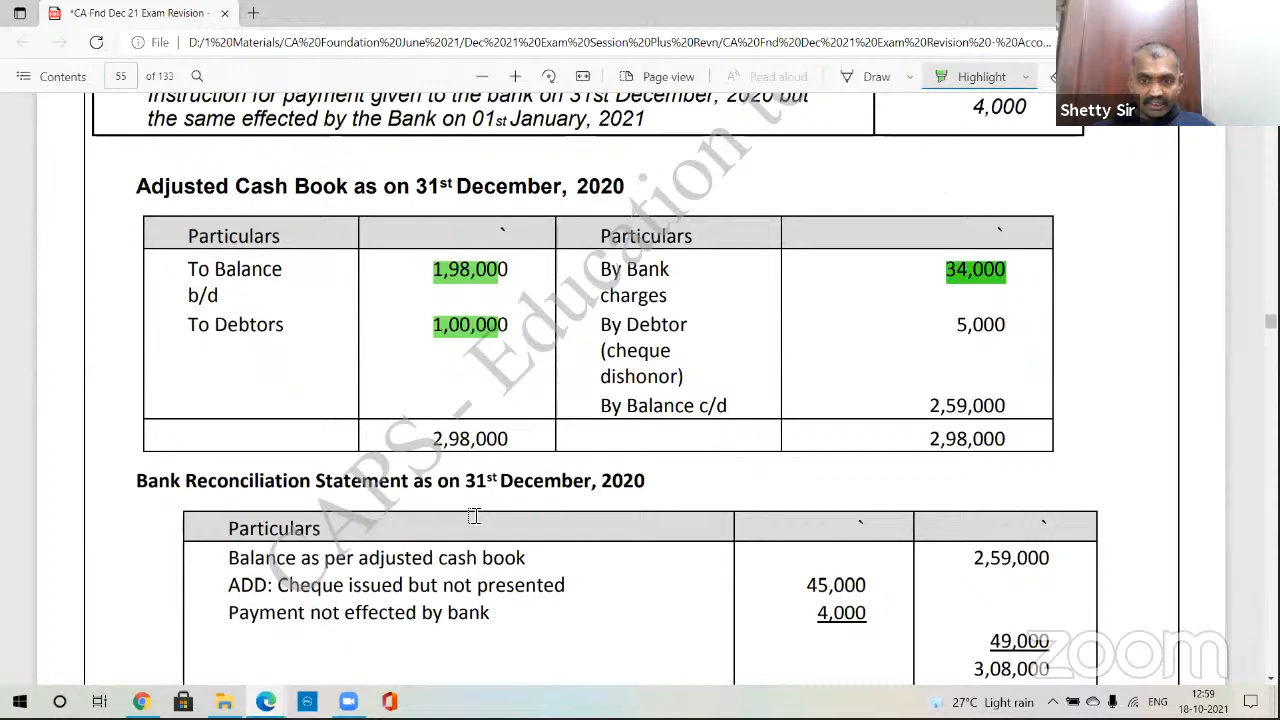 *CA Fnd Dec 21 Exam Revision -
File
D:/1%20Materials/CA%20Foundation%20June%2021/Dec%2021%20Exam%20Session%20Plus%20Revn/CA%20Fnd%20Dec%2021%20Exam%20Revision%20-%20Acco...
Contents
55
of 133
Page view
Read aloud
Draw
Highlight
Shetty Sir
Instruction for payment given to the bank on 31st December, 2020 but
the same effected by the Bank on 01st January, 2021
4,000
Adjusted Cash Book as on 31st December, 2020
Particulars ` Particulars `
To Balance b/d 1,98,000 By Bank charges 34,000
To Debtors 1,00,000 By Debtor (cheque dishonor) 5,000
By Balance c/d 2,59,000
2,98,000 2,98,000
Bank Reconciliation Statement as on 31st December, 2020
Particulars ` `
Balance as per adjusted cash book 2,59,000
ADD: Cheque issued but not presented 45,000
Payment not effected by bank 4,000
49,000
3,08,000
CAPS - Education
zoom
27°C Light rain
ENG
12:59
18-10-2021